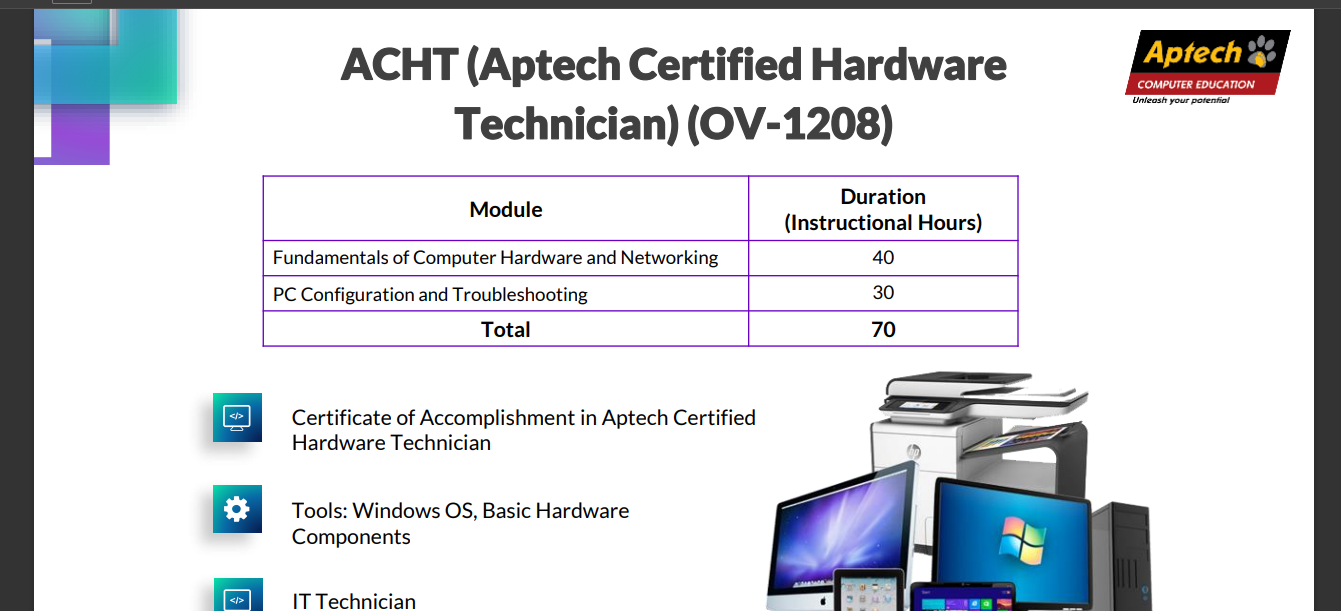 ACHT (Aptech Certified Hardware
Technician) (OV-1208)
Aptech
COMPUTER EDUCATION
Unleash your potential
Module
Duration
(Instructional Hours)
Fundamentals of Computer Hardware and Networking
40
PC Configuration and Troubleshooting
30
Total
70
Certificate of Accomplishment in Aptech Certified
Hardware Technician
Tools: Windows OS, Basic Hardware
Components
IT Technician
hp